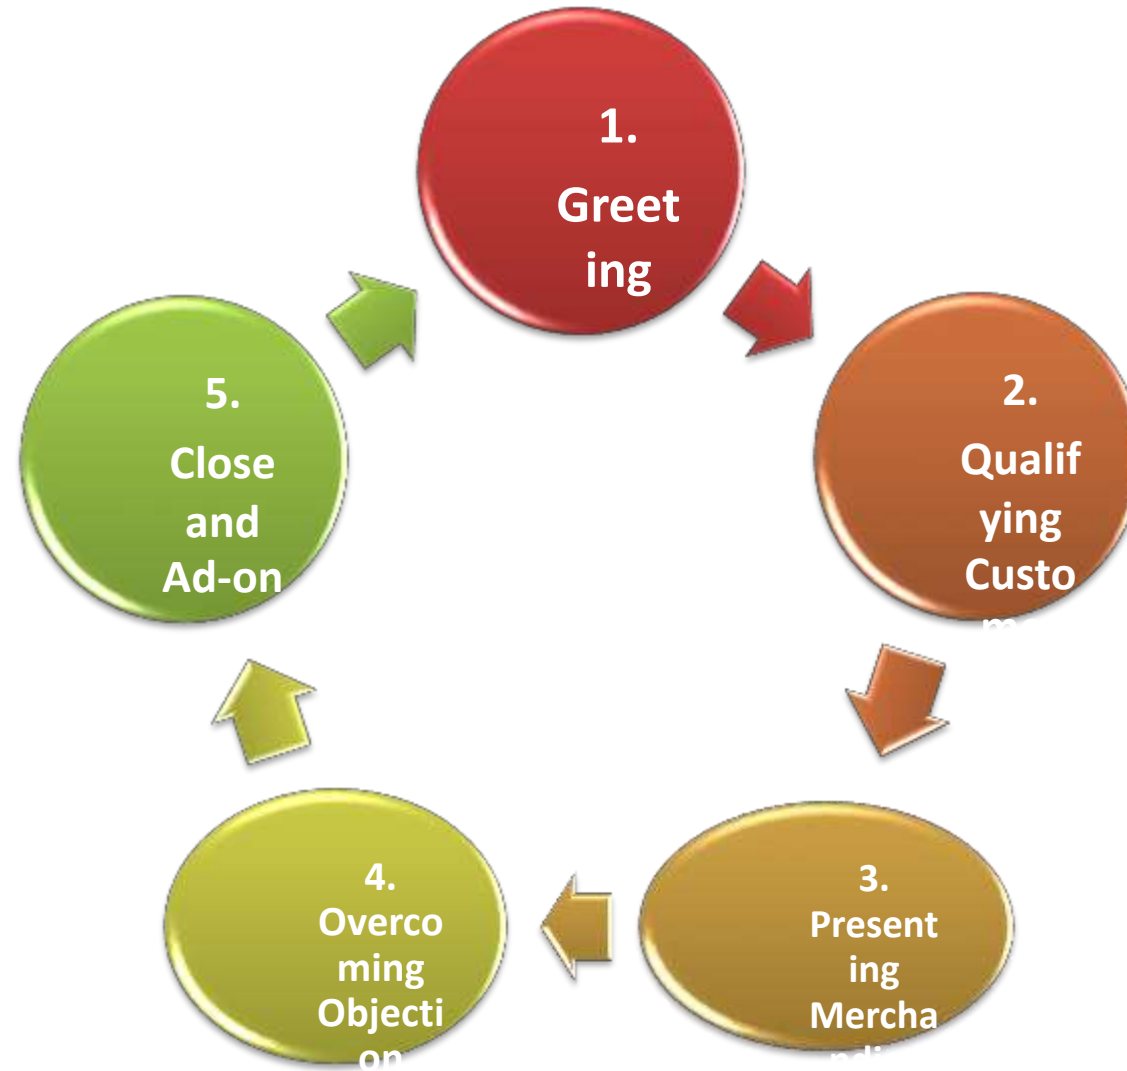 1.
Greet
ing
2.
Qualif
ying
Custo
3.
Present
ing
Mercha
4.
Overco
ming
Objecti
on
5.
Close
and
Ad-on